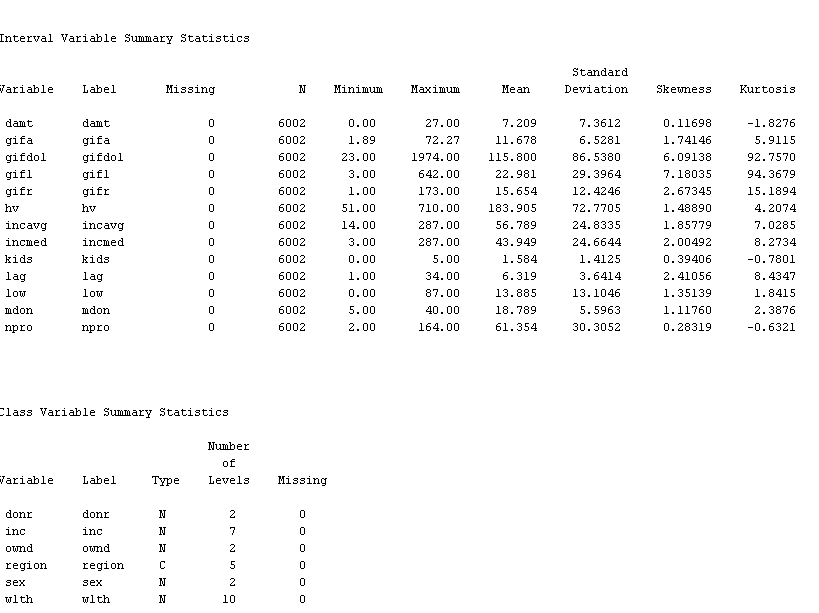 Interval Variable Summary Statistics
Standard
Variable Label Missing N Minimum Maximum Mean Deviation Skewness Kurtosis
damt damt 0 6002 0.00 27.00 7.209 7.3612 0.11698 -1.8276
gifa gifa 0 6002 1.89 72.27 11.678 6.5281 1.74146 5.9115
gifdol gifdol 0 6002 23.00 1974.00 115.800 86.5380 6.09138 92.7570
gifl gifl 0 6002 3.00 642.00 22.981 29.3964 7.18035 94.3679
gifr gifr 0 6002 1.00 173.00 15.654 12.4246 2.67345 15.1894
hv hv 0 6002 51.00 710.00 183.905 72.7705 1.48890 4.2074
incavg incavg 0 6002 14.00 287.00 56.789 24.8335 1.85779 7.0285
incmed incmed 0 6002 3.00 287.00 43.949 24.6644 2.00492 8.2734
kids kids 0 6002 0.00 5.00 1.584 1.4125 0.39406 -0.7801
lag lag 0 6002 1.00 34.00 6.319 3.6414 2.41056 8.4347
low low 0 6002 0.00 87.00 13.885 13.1046 1.35139 1.8415
mdon mdon 0 6002 5.00 40.00 18.789 5.5963 1.11760 2.3876
npro npro 0 6002 2.00 164.00 61.354 30.3052 0.28319 -0.6321
Class Variable Summary Statistics
Number
of
Variable Label Type Levels Missing
donr donr N 2 0
inc inc N 7 0
ownd ownd N 2 0
region region C 5 0
sex sex N 2 0
wlth wlth N 10 0